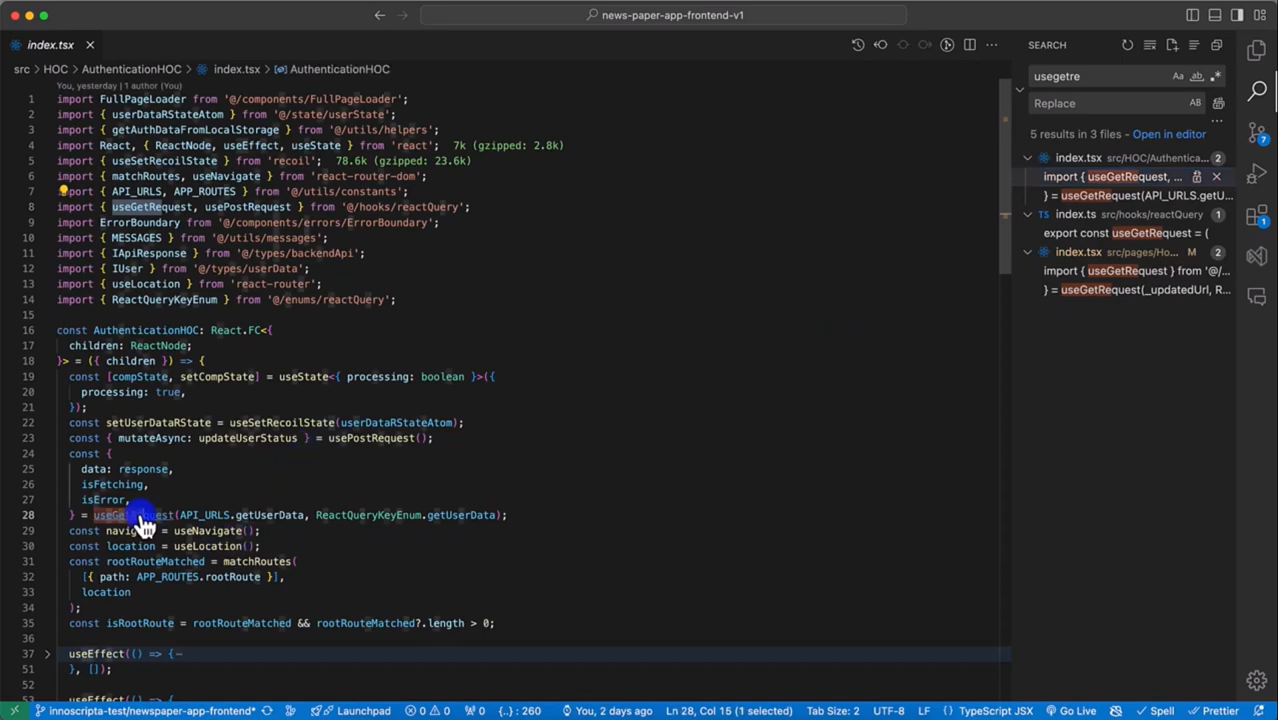 news-paper-app-frontend-v1
index.tsx
SEARCH
src > HOC > AuthenticationHOC > index.tsx > AuthenticationHOC
usegetre
Aa ab
Replace
AB
You, yesterday | 1 author (You)
1 import FullPageLoader from '@/components/FullPageLoader';
2 import { userDataRStateAtom } from '@/state/userState';
3 import { getAuthDataFromLocalStorage } from '@/utils/helpers';
4 import React, { ReactNode, useEffect, useState } from 'react'; 7k (gzipped: 2.8k)
5 import { useSetRecoilState } from 'recoil'; 78.6k (gzipped: 23.6k)
6 import { matchRoutes, useNavigate } from 'react-router-dom';
7 import { API_URLS, APP_ROUTES } from '@/utils/constants';
8 import { useGetRequest, usePostRequest } from '@/hooks/reactQuery';
9 import ErrorBoundary from '@/components/errors/ErrorBoundary';
10 import { MESSAGES } from '@/utils/messages';
11 import { IApiResponse } from '@/types/backendApi';
12 import { IUser } from '@/types/userData';
13 import { useLocation } from 'react-router';
14 import { ReactQueryKeyEnum } from '@/enums/reactQuery';
15
16 const AuthenticationHOC: React.FC<{
17 children: ReactNode;
18 }> = ({ children }) => {
19 const [compState, setCompState] = useState<{ processing: boolean }>({
20 processing: true,
21 });
22 const setUserDataRState = useSetRecoilState(userDataRStateAtom);
23 const { mutateAsync: updateUserStatus } = usePostRequest();
24 const {
25 data: response,
26 isFetching,
27 isError,
28 } = useGetRequest(API_URLS.getUserData, ReactQueryKeyEnum.getUserData);
29 const navigate = useNavigate();
30 const location = useLocation();
31 const rootRouteMatched = matchRoutes(
32 [{ path: APP_ROUTES.rootRoute }],
33 location
34 );
35 const isRootRoute = rootRouteMatched && rootRouteMatched?.length > 0;
36
37 useEffect(() => {
51 }, []);
52
53 useEffect(() => {
5 results in 3 files - Open in editor
index.tsx src/HOC/Authentica... 2
import { useGetRequest, ...
} = useGetRequest(API_URLS.getU...
TS index.ts src/hooks/reactQuery 1
export const useGetRequest = (
index.tsx src/pages/Ho... M 2
import { useGetRequest } from '@/...
} = useGetRequest(_updatedUrl, R...
7
1
innoscripta-test/newspaper-app-frontend* Launchpad 0 0 0 {..} : 260 You, 2 days ago Ln 28, Col 15 (1 selected) Tab Size: 2 UTF-8 LF {} TypeScript JSX Go Live Spell Prettier